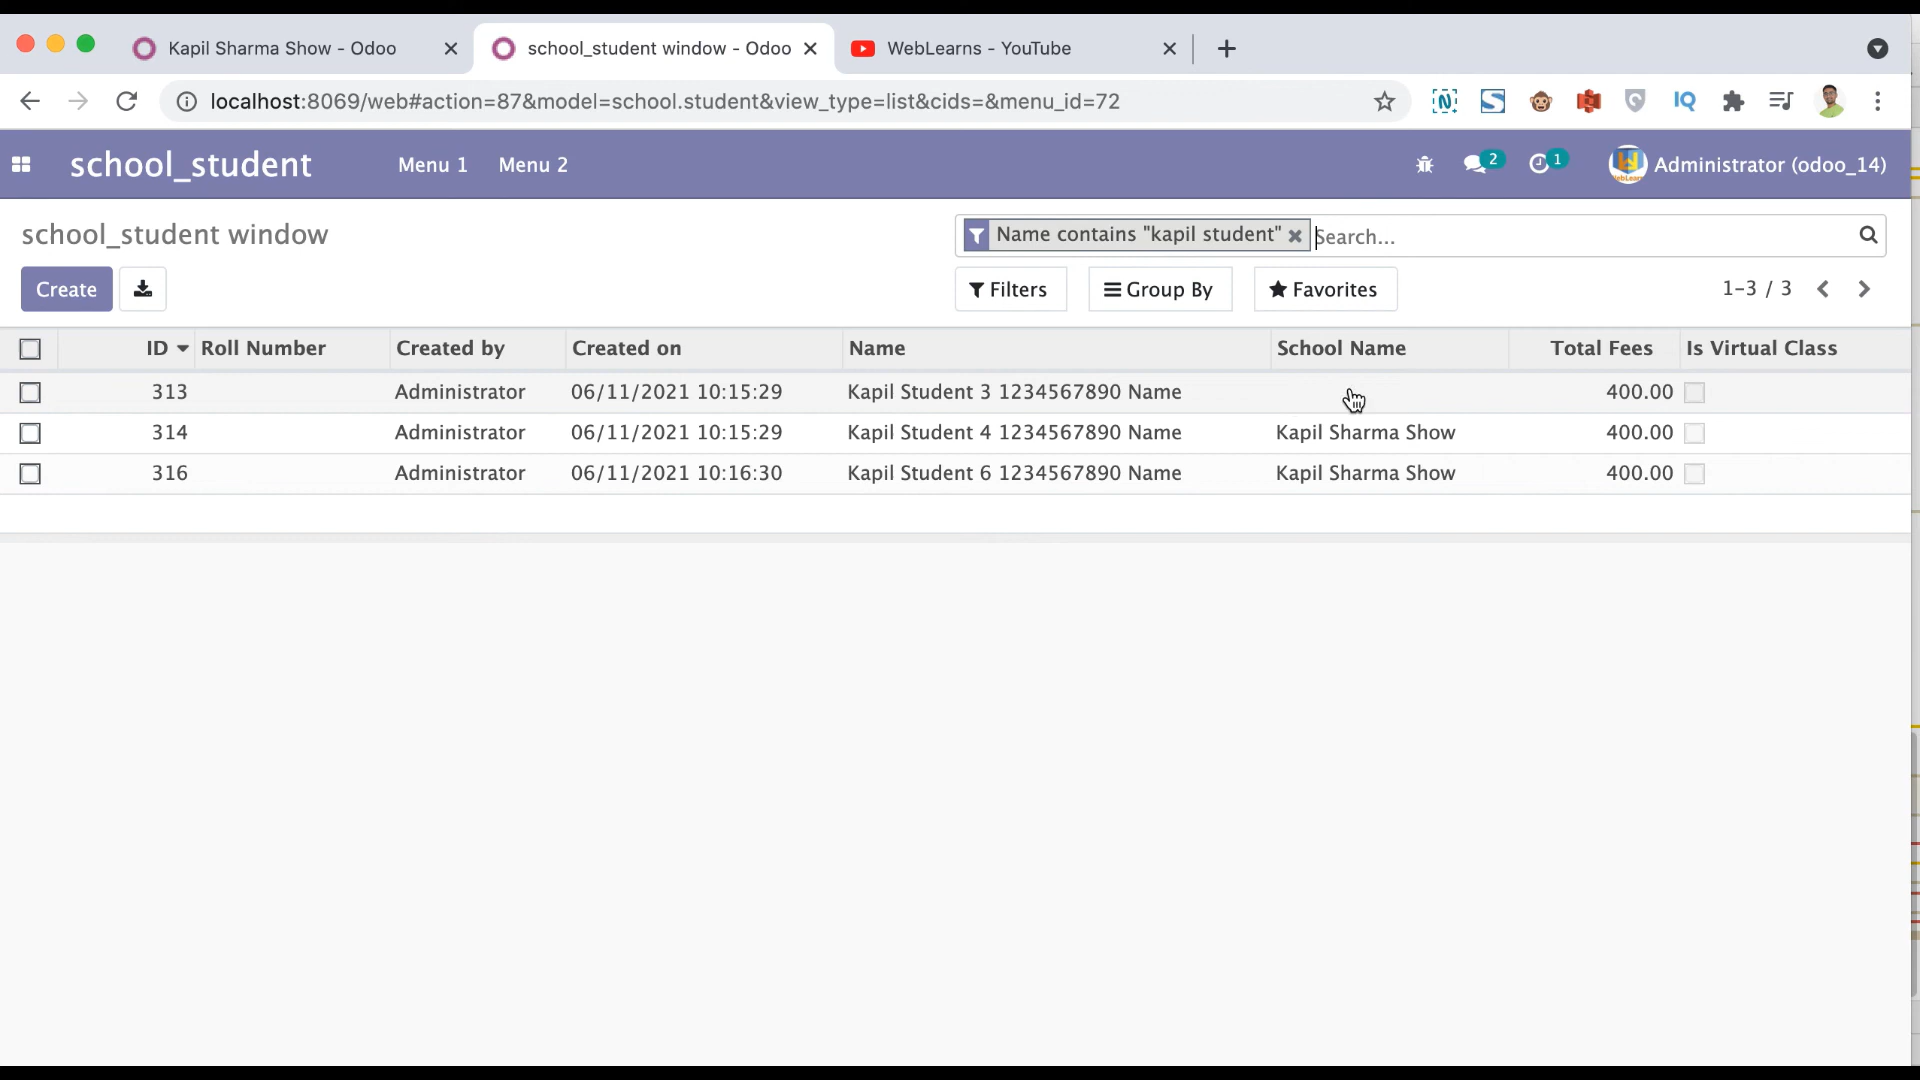 Kapil Sharma Show - Odoo
school_student window - Odoo
WebLearns - YouTube
localhost:8069/web#action=87&model=school.student&view_type=list&cids=&menu_id=72
school_student Menu 1 Menu 2 2 1 Administrator (odoo_14)
school_student window
Name contains "kapil student" Search...
Create Filters Group By Favorites 1-3 / 3
ID Roll Number Created by Created on Name School Name Total Fees Is Virtual Class
313 Administrator 06/11/2021 10:15:29 Kapil Student 3 1234567890 Name 400.00
314 Administrator 06/11/2021 10:15:29 Kapil Student 4 1234567890 Name Kapil Sharma Show 400.00
316 Administrator 06/11/2021 10:16:30 Kapil Student 6 1234567890 Name Kapil Sharma Show 400.00